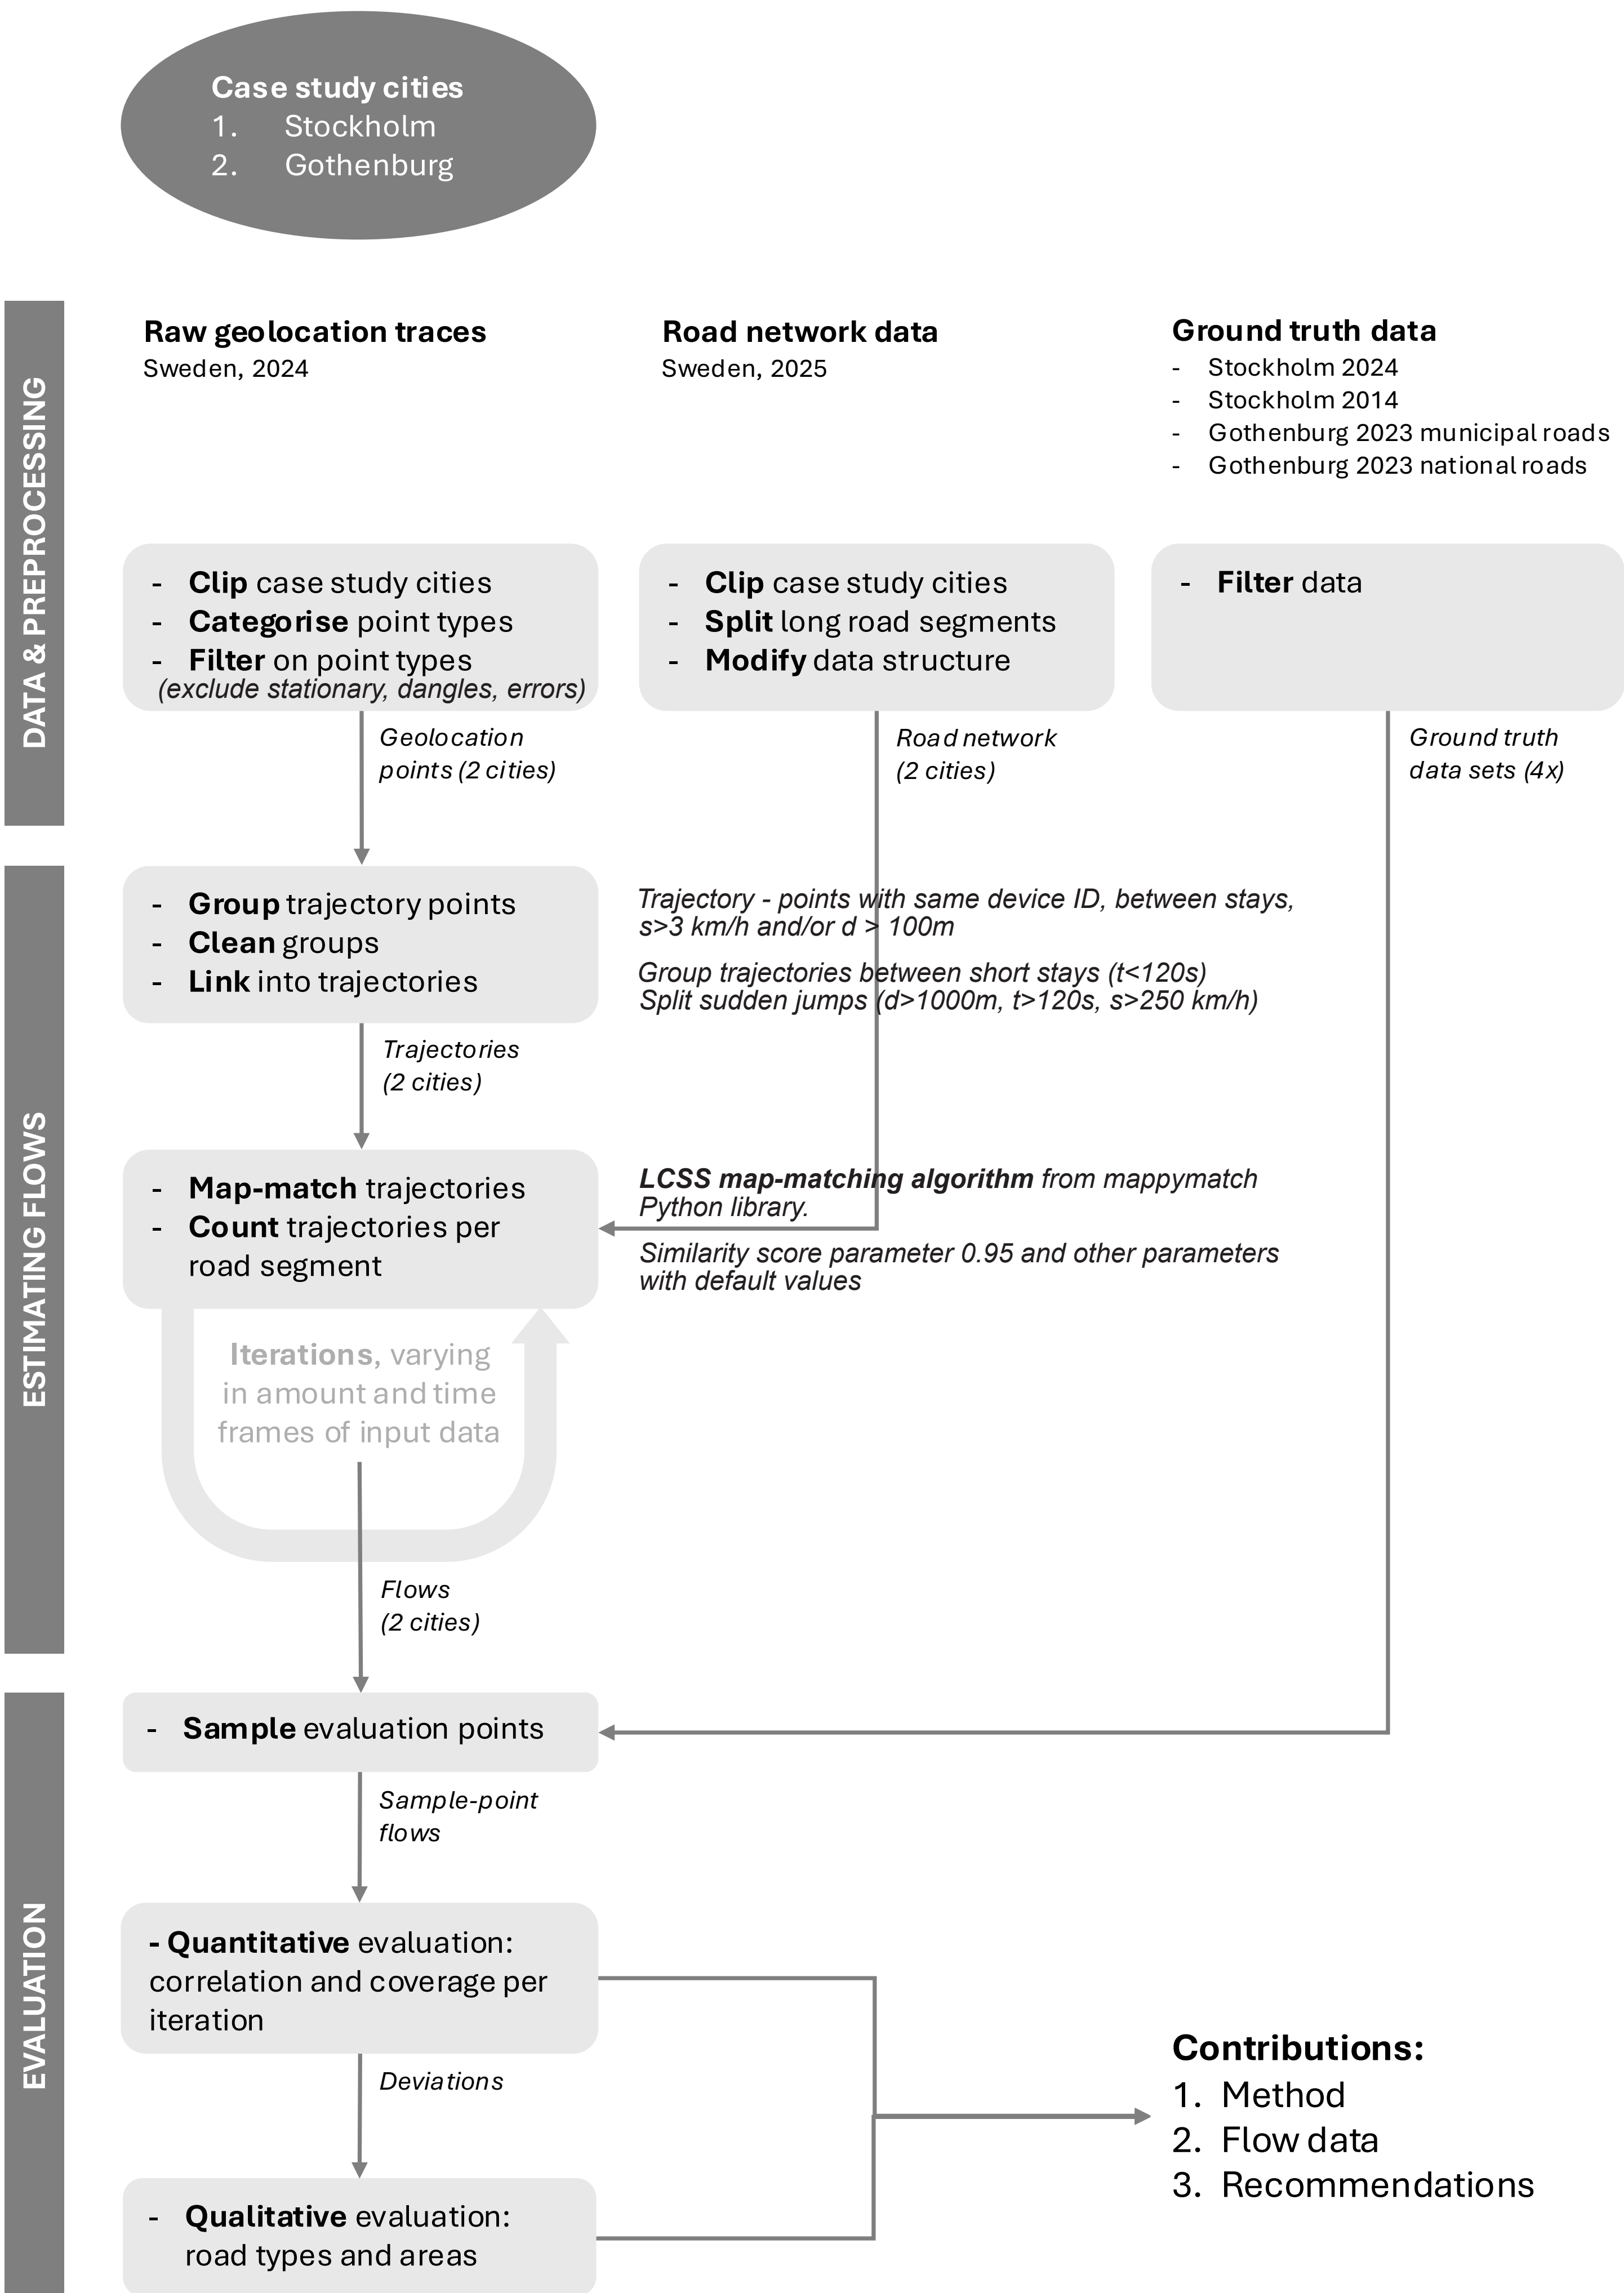 Case study cities
1. Stockholm
2. Gothenburg
DATA & PREPROCESSING
Raw geolocation traces
Sweden, 2024
Road network data
Sweden, 2025
Ground truth data
- Stockholm 2024
- Stockholm 2014
- Gothenburg 2023 municipal roads
- Gothenburg 2023 national roads
- Clip case study cities
- Categorise point types
- Filter on point types
(exclude stationary, dangles, errors)
- Clip case study cities
- Split long road segments
- Modify data structure
- Filter data
Geolocation
points (2 cities)
Road network
(2 cities)
Ground truth
data sets (4x)
ESTIMATING FLOWS
- Group trajectory points
- Clean groups
- Link into trajectories
Trajectory - points with same device ID, between stays,
s>3 km/h and/or d > 100m
Group trajectories between short stays (t<120s)
Split sudden jumps (d>1000m, t>120s, s>250 km/h)
Trajectories
(2 cities)
- Map-match trajectories
- Count trajectories per
road segment
LCSS map-matching algorithm from mappymatch
Python library.
Similarity score parameter 0.95 and other parameters
with default values
Iterations, varying
in amount and time
frames of input data
Flows
(2 cities)
EVALUATION
- Sample evaluation points
Sample-point
flows
- Quantitative evaluation:
correlation and coverage per
iteration
Deviations
- Qualitative evaluation:
road types and areas
Contributions:
1. Method
2. Flow data
3. Recommendations